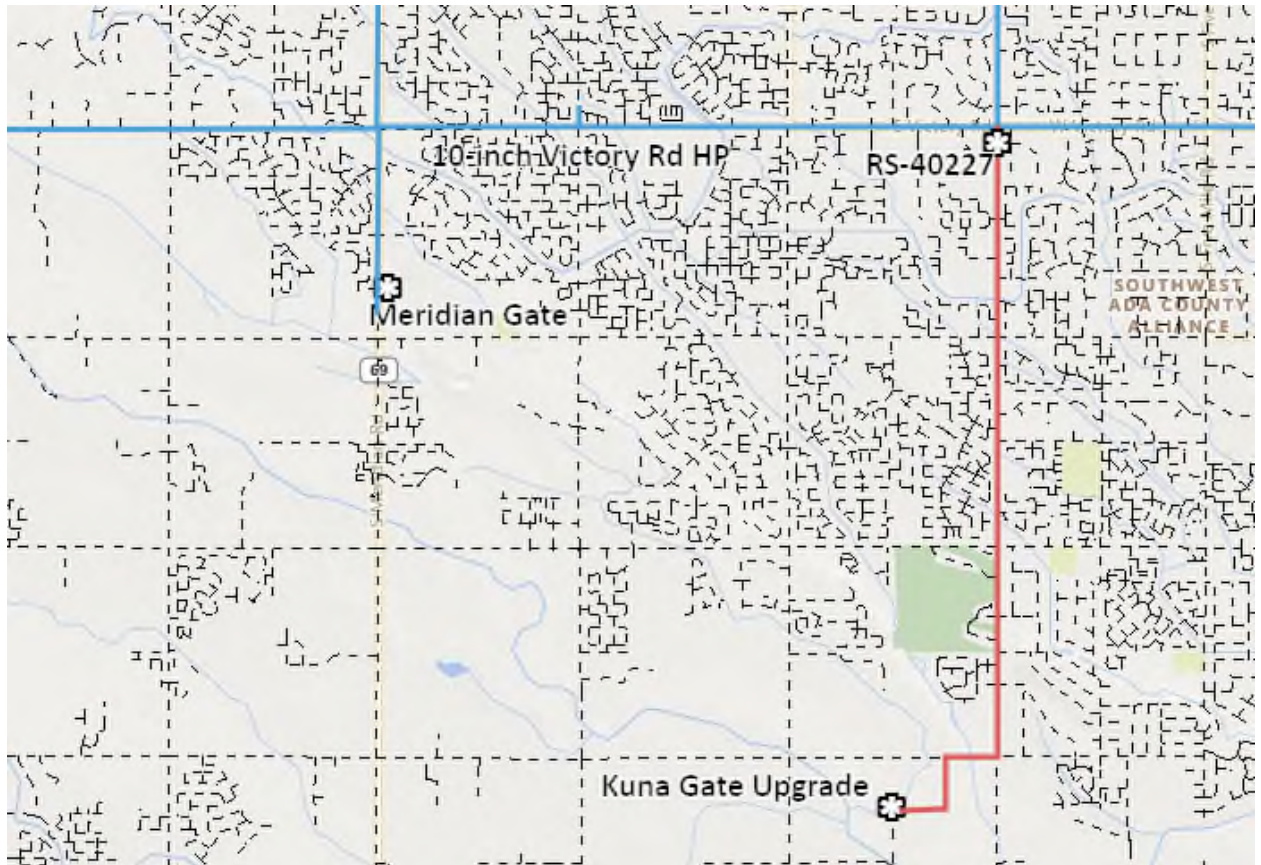 10-inch Victory Rd HP
RS-40227
Meridian Gate
SOUTHWEST
ADA COUNTY
ALLIANCE
69
Kuna Gate Upgrade